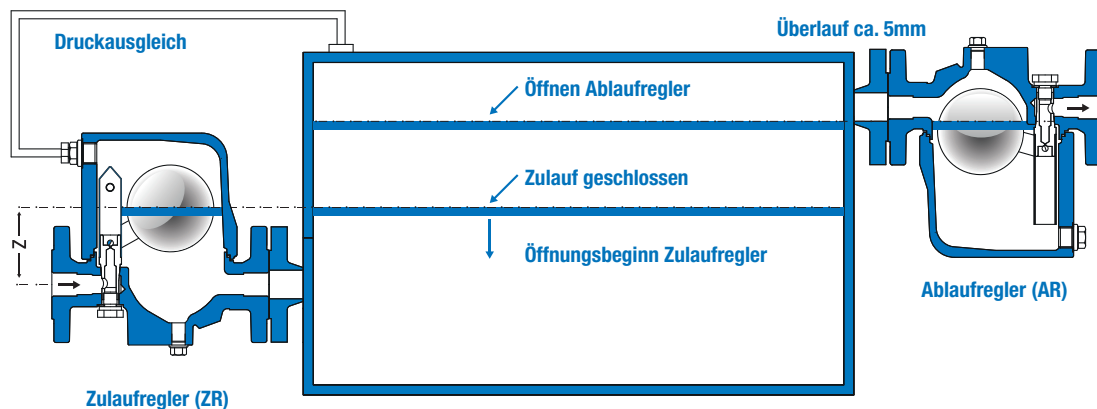 Druckausgleich
Überlauf ca. 5mm
Öffnen Ablaufregler
Zulauf geschlossen
Z
Öffnungsbeginn Zulaufregler
Ablaufregler (AR)
Zulaufregler (ZR)